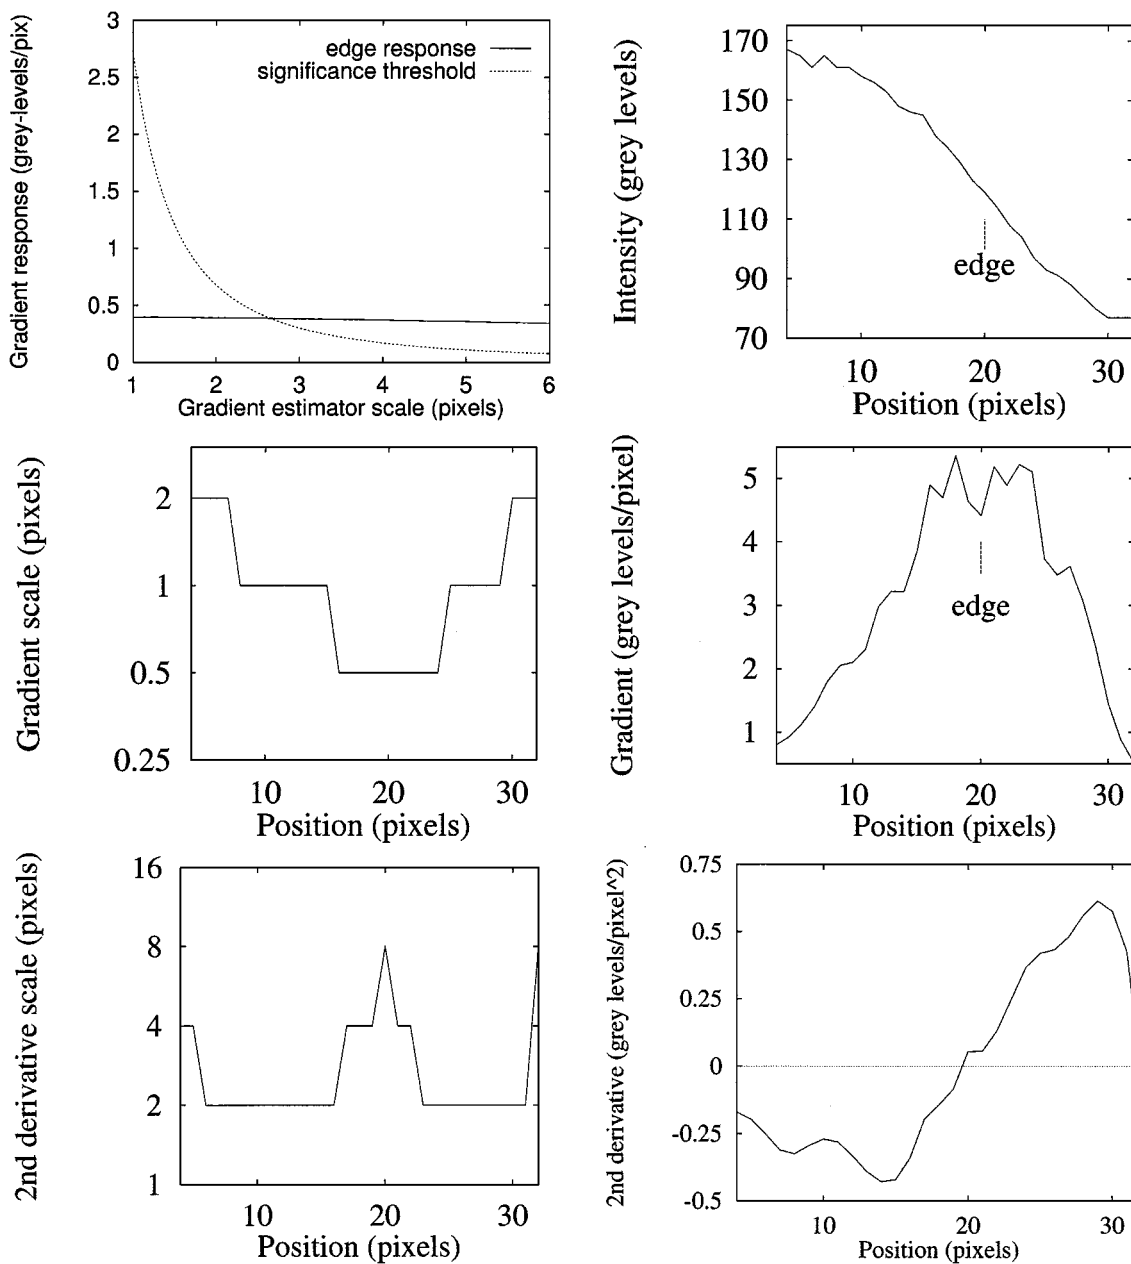 Gradient response (grey-levels/pix)
3
2.5
2
1.5
1
0.5
0
edge response
significance threshold
1 2 3 4 5 6
Gradient estimator scale (pixels)
Intensity (grey levels)
170
150
130
110
90
70
edge
10 20 30
Position (pixels)
Gradient scale (pixels)
2
1
0.5
0.25
10 20 30
Position (pixels)
Gradient (grey levels/pixel)
5
4
3
2
1
edge
10 20 30
Position (pixels)
2nd derivative scale (pixels)
16
8
4
2
1
10 20 30
Position (pixels)
2nd derivative (grey levels/pixel^2)
0.75
0.5
0.25
0
-0.25
-0.5
10 20 30
Position (pixels)